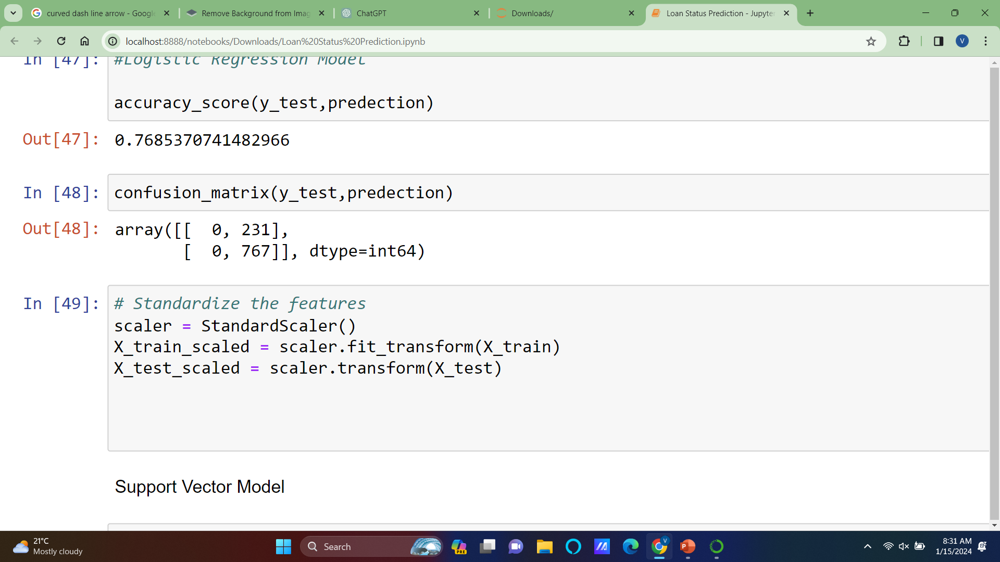 curved dash line arrow - Google
Remove Background from Imag
ChatGPT
Downloads/
Loan Status Prediction - Jupyter
localhost:8888/notebooks/Downloads/Loan%20Status%20Prediction.ipynb
V
In [47]: #Logistic Regression Model
accuracy_score(y_test,predection)
Out[47]: 0.7685370741482966
In [48]: confusion_matrix(y_test,predection)
Out[48]: array([[  0, 231],
[  0, 767]], dtype=int64)
In [49]: # Standardize the features
scaler = StandardScaler()
X_train_scaled = scaler.fit_transform(X_train)
X_test_scaled = scaler.transform(X_test)
Support Vector Model
21°C
Mostly cloudy
Search
PRE
V
P
8:31 AM
1/15/2024